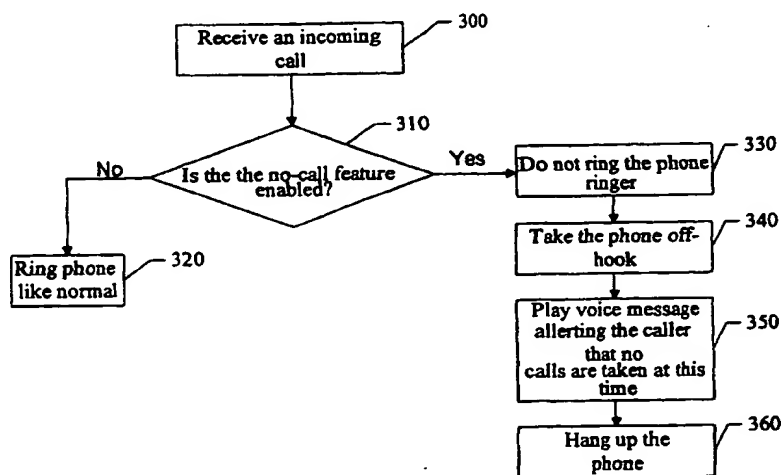 Receive an incoming
call
300
310
Is the the no-call feature
enabled?
No
Yes
330
Do not ring the phone
ringer
Ring phone
like normal
320
340
Take the phone off-
hook
350
Play voice message
allerting the caller
that no
calls are taken at this
time
360
Hang up the
phone